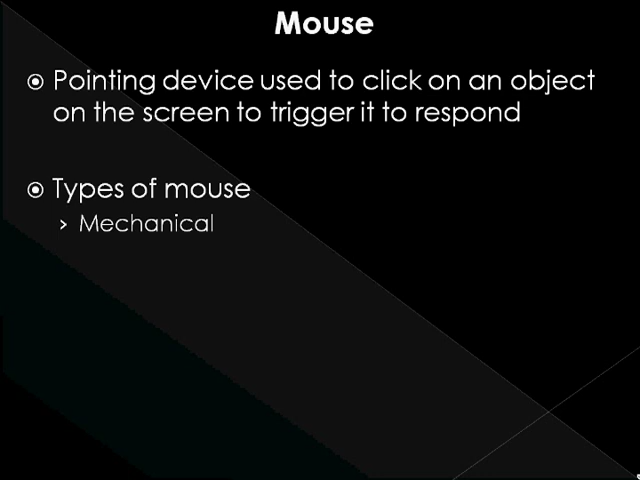 Mouse
Pointing device used to click on an object
on the screen to trigger it to respond
Types of mouse
› Mechanical